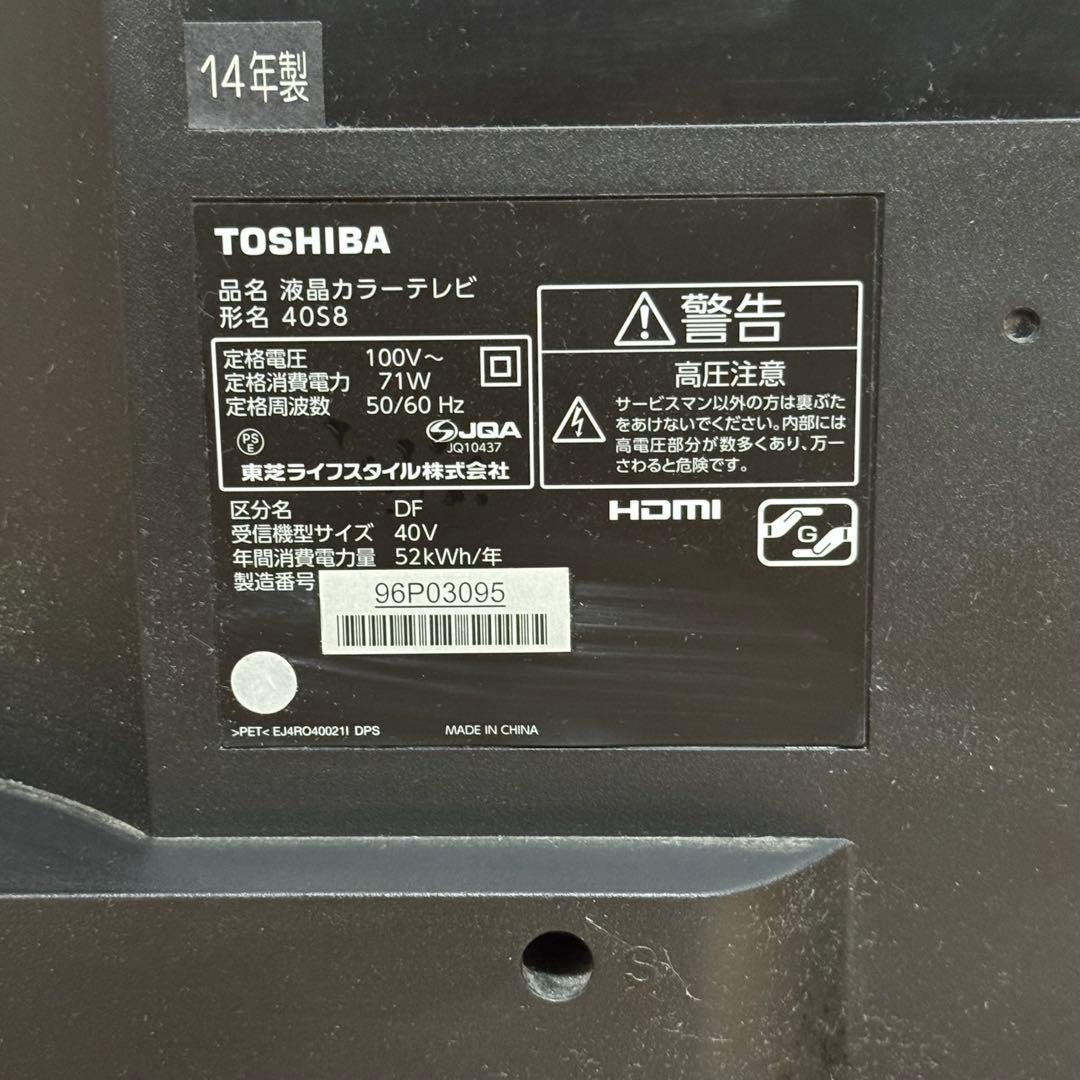 14年製
TOSHIBA
品名 液晶カラーテレビ
形名 40S8
定格電圧 100V～
定格消費電力 71W
定格周波数 50/60 Hz
PS
E
JQA
JQ10437
東芝ライフスタイル株式会社
警告
高圧注意
サービスマン以外の方は裏ぶた
をあけないでください。内部には
高電圧部分が数多くあり、万一
さわると危険です。
HDMI
G
区分名 DF
受信機型サイズ 40V
年間消費電力量 52kWh/年
製造番号
96P03095
>PET< EJ4RO40021I DPS
MADE IN CHINA